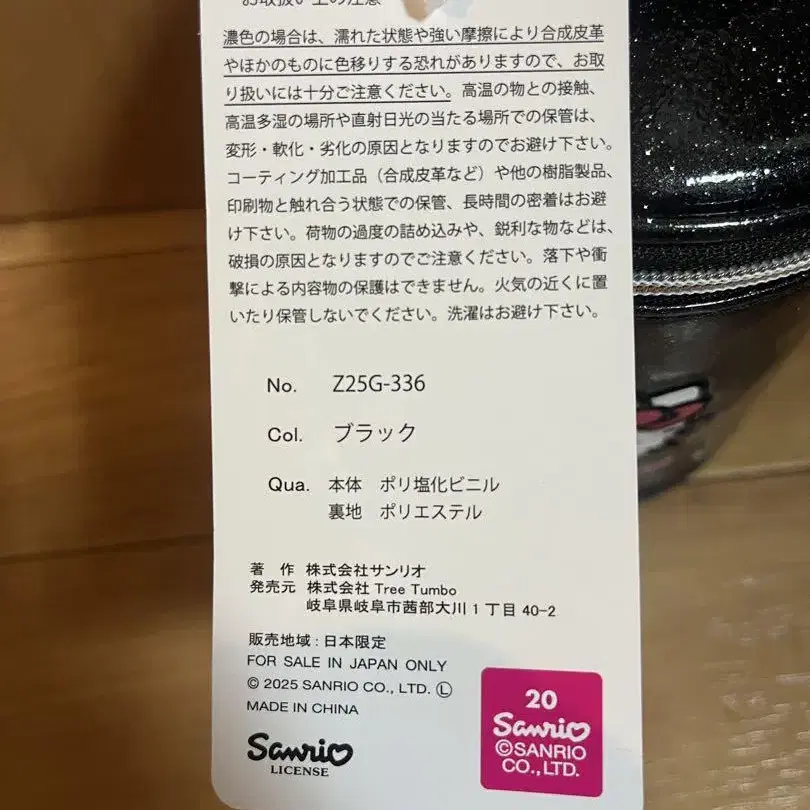 お取扱い上の注意
濃色の場合は、濡れた状態や強い摩擦により合成皮革
やほかのものに色移りする恐れがありますので、お取
り扱いには十分ご注意ください。高温の物との接触、
高温多湿の場所や直射日光の当たる場所での保管は、
変形・軟化・劣化の原因となりますのでお避け下さい。
コーティング加工品（合成皮革など）や他の樹脂製品、
印刷物と触れ合う状態での保管、長時間の密着はお避
け下さい。荷物の過度の詰め込みや、鋭利な物などは、
破損の原因となりますのでご注意ください。落下や衝
撃による内容物の保護はできません。火気の近くに置
いたり保管しないでください。洗濯はお避け下さい。
No. Z25G-336
Col. ブラック
Qua. 本体 ポリ塩化ビニル
裏地 ポリエステル
著 作 株式会社サンリオ
発売元 株式会社 Tree Tumbo
岐阜県岐阜市茜部大川 1 丁目 40-2
販売地域 : 日本限定
FOR SALE IN JAPAN ONLY
© 2025 SANRIO CO., LTD. Ⓛ
MADE IN CHINA
Sanrio
LICENSE
20
Sanrio
©SANRIO
CO.,LTD.